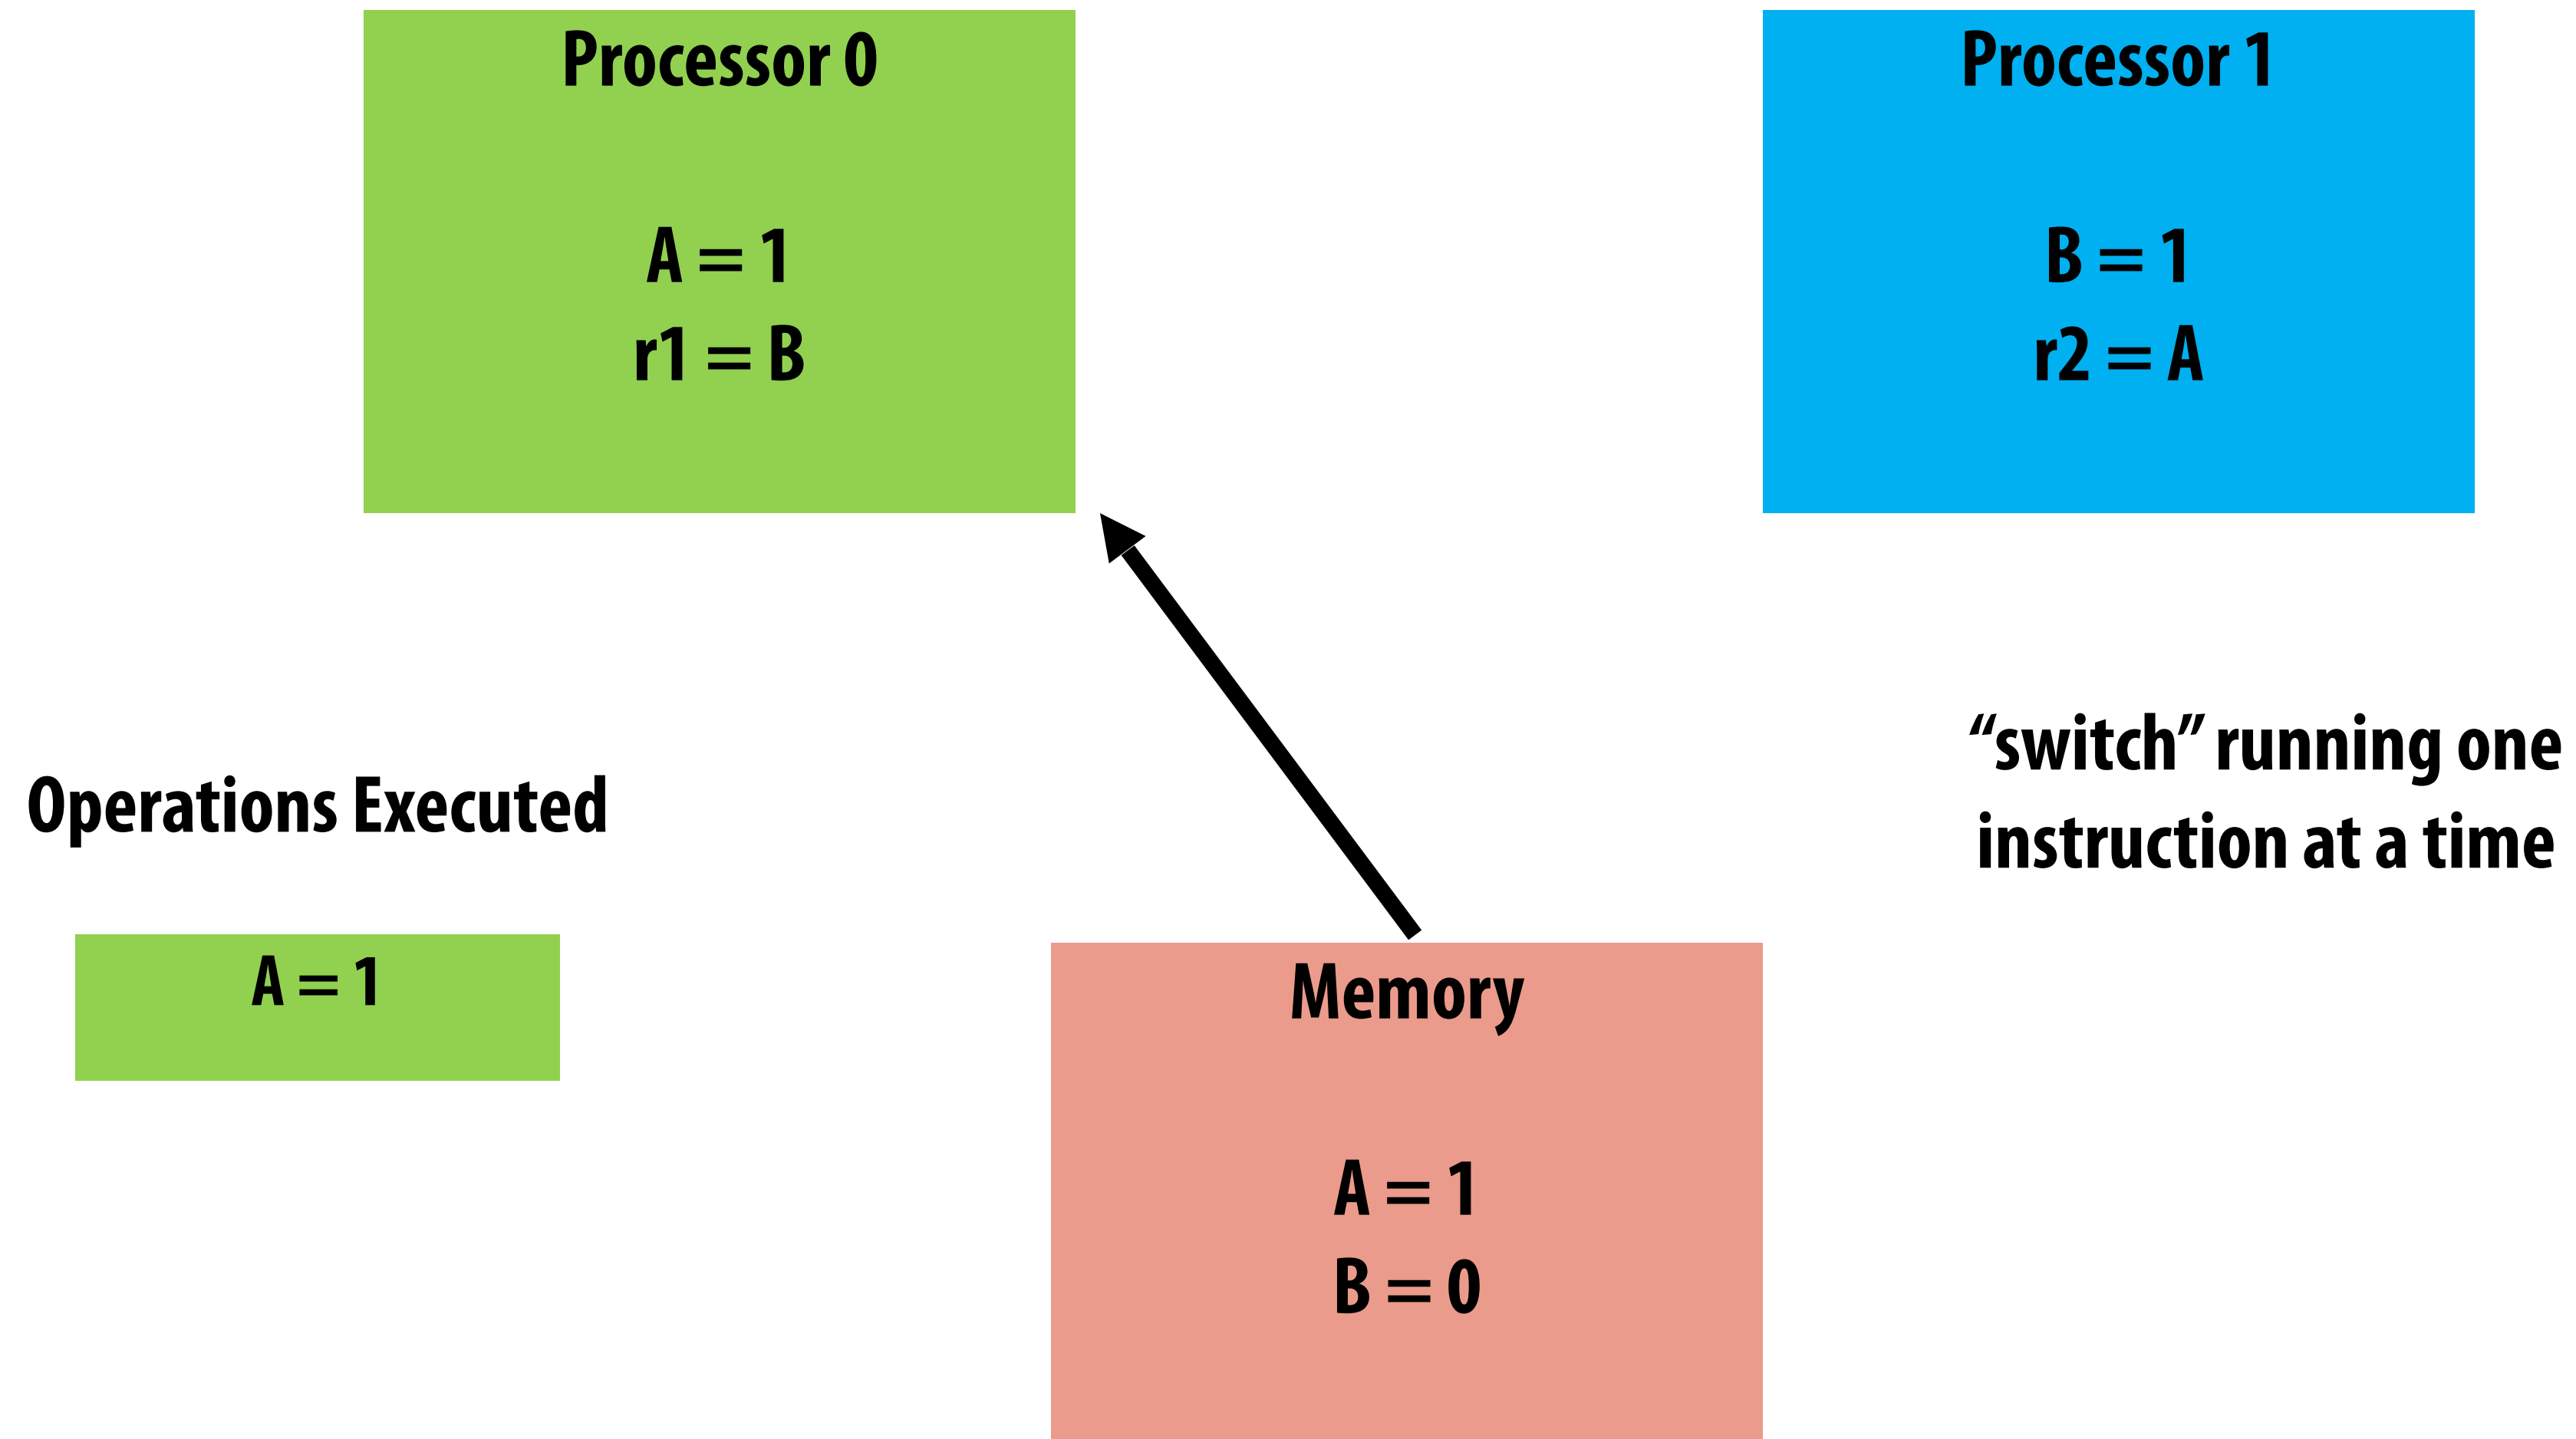 Processor 0
A = 1
r1 = B
Processor 1
B = 1
r2 = A
“switch” running one
instruction at a time
Operations Executed
A = 1
Memory
A = 1
B = 0